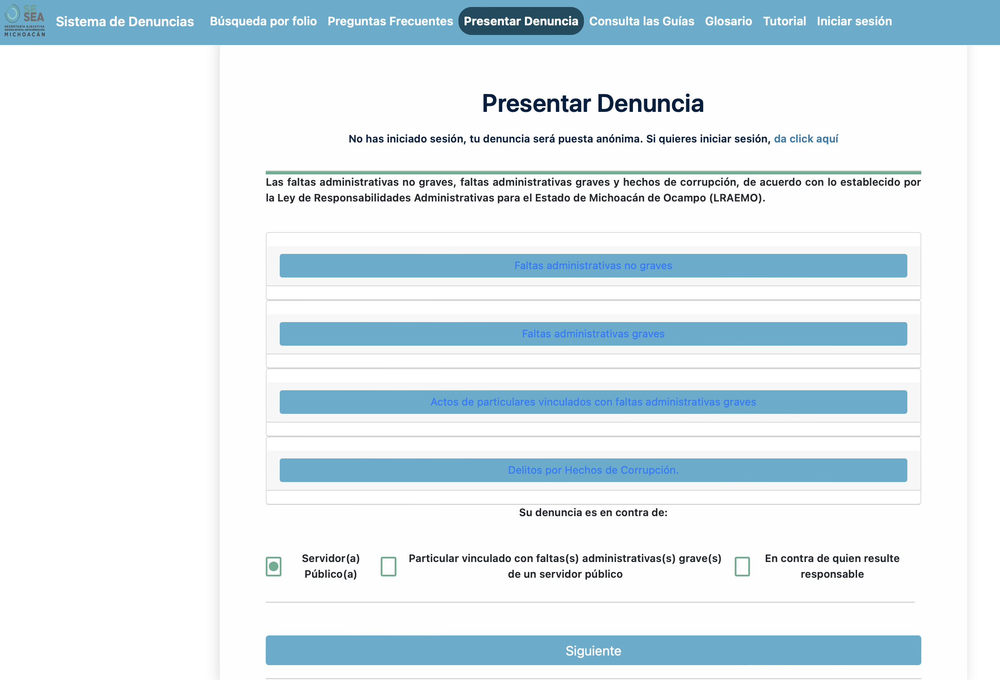 SE
SEA
SECRETARÍA EJECUTIVA
SISTEMA ESTATAL ANTICORRUPCIÓN
MICHOACÁN
Sistema de Denuncias
Búsqueda por folio
Preguntas Frecuentes
Presentar Denuncia
Consulta las Guías
Glosario
Tutorial
Iniciar sesión
Presentar Denuncia
No has iniciado sesión, tu denuncia será puesta anónima. Si quieres iniciar sesión, da click aquí
Las faltas administrativas no graves, faltas administrativas graves y hechos de corrupción, de acuerdo con lo establecido por
la Ley de Responsabilidades Administrativas para el Estado de Michoacán de Ocampo (LRAEMO).
Faltas administrativas no graves
Faltas administrativas graves
Actos de particulares vinculados con faltas administrativas graves
Delitos por Hechos de Corrupción.
Su denuncia es en contra de:
Servidor(a)
Público(a)
Particular vinculado con faltas(s) administrativas(s) grave(s)
de un servidor público
En contra de quien resulte
responsable
Siguiente